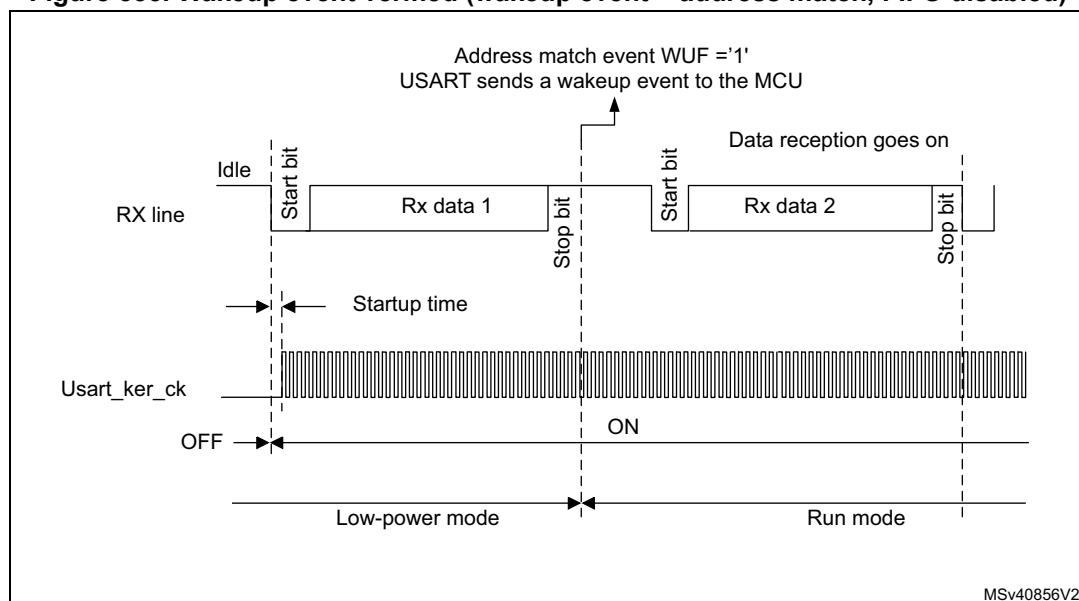 Figure Wakeup event verified (wakeup event = address match, FIFO disabled)
Address match event WUF ='1'
USART sends a wakeup event to the MCU
Data reception goes on
Idle
Start bit
Start bit
RX line
Rx data 1
Stop bit
Rx data 2
Stop bit
Startup time
Usart_ker_ck
OFF
ON
Low-power mode
Run mode
MSv40856V2